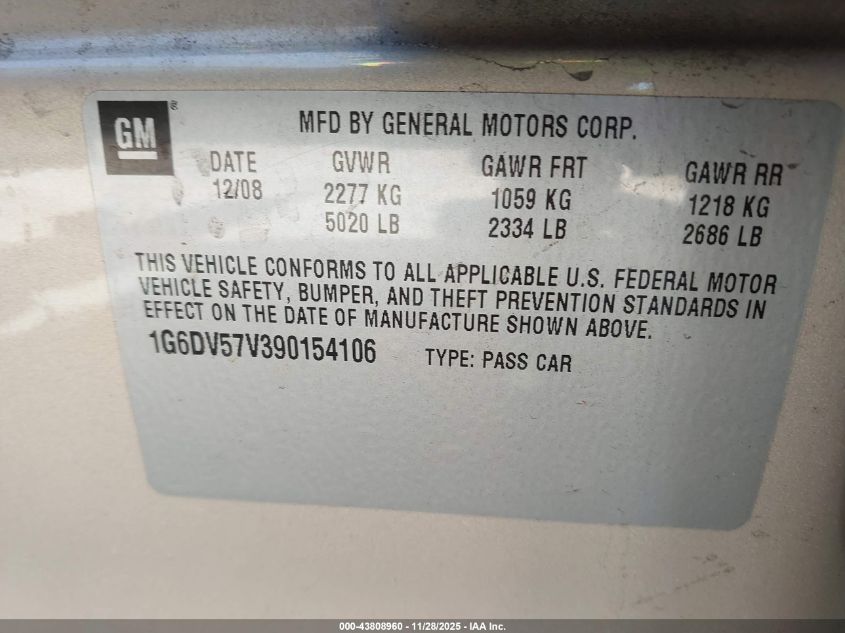 GM®
MFD BY GENERAL MOTORS CORP.
DATE GVWR GAWR FRT GAWR RR
12/08 2277 KG 1059 KG 1218 KG
5020 LB 2334 LB 2686 LB
THIS VEHICLE CONFORMS TO ALL APPLICABLE U.S. FEDERAL MOTOR
VEHICLE SAFETY, BUMPER, AND THEFT PREVENTION STANDARDS IN
EFFECT ON THE DATE OF MANUFACTURE SHOWN ABOVE.
1G6DV57V390154106 TYPE: PASS CAR
000-43808960 - 11/28/2025 - IAA Inc.